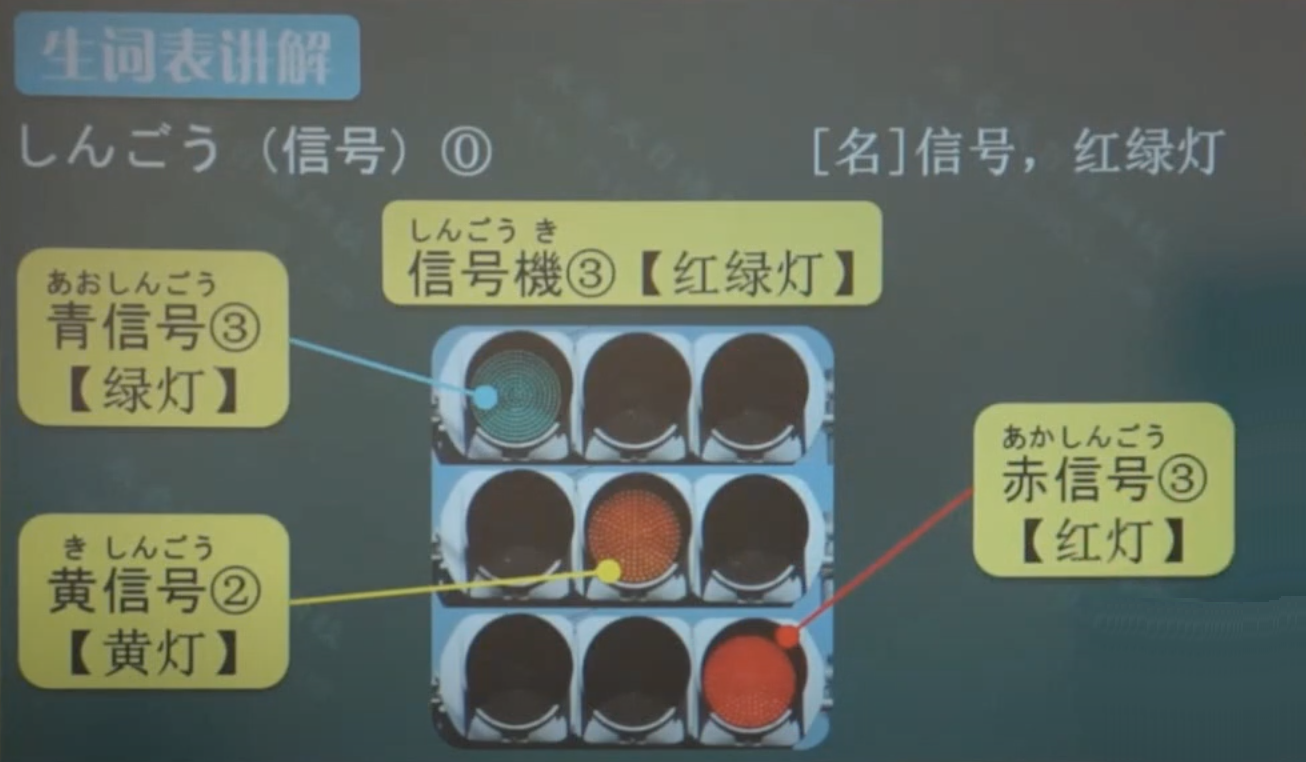 生词表讲解
しんごう（信号）⓪ [名]信号，红绿灯
しんごう き
信号機③【红绿灯】
あおしんごう
青信号③
【绿灯】
き しんごう
黄信号②
【黄灯】
あかしんごう
赤信号③
【红灯】